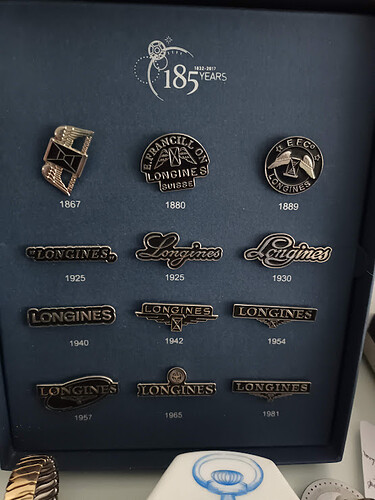 1832-2017
185 YEARS
1867
E. FRANCILLON
LONGINES
SUISSE
1880
E.F.Co
LONGINES
1889
"LONGINES"
1925
Longines
1925
Longines
1930
LONGINES
1940
LONGINES
1942
LONGINES
1954
LONGINES
1957
LONGINES
1965
LONGINES
1981